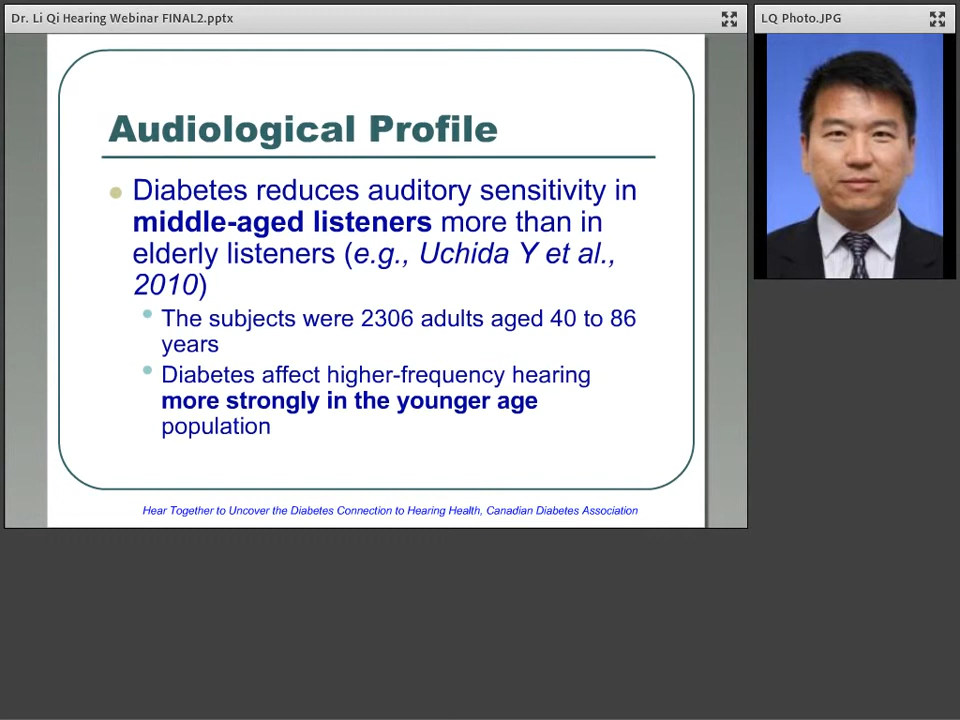 Dr. Li Qi Hearing Webinar FINAL2.pptx
LQ Photo.JPG
Audiological Profile
Diabetes reduces auditory sensitivity in
middle-aged listeners more than in
elderly listeners (e.g., Uchida Y et al.,
2010)
The subjects were 2306 adults aged 40 to 86
years
Diabetes affect higher-frequency hearing
more strongly in the younger age
population
Hear Together to Uncover the Diabetes Connection to Hearing Health, Canadian Diabetes Association